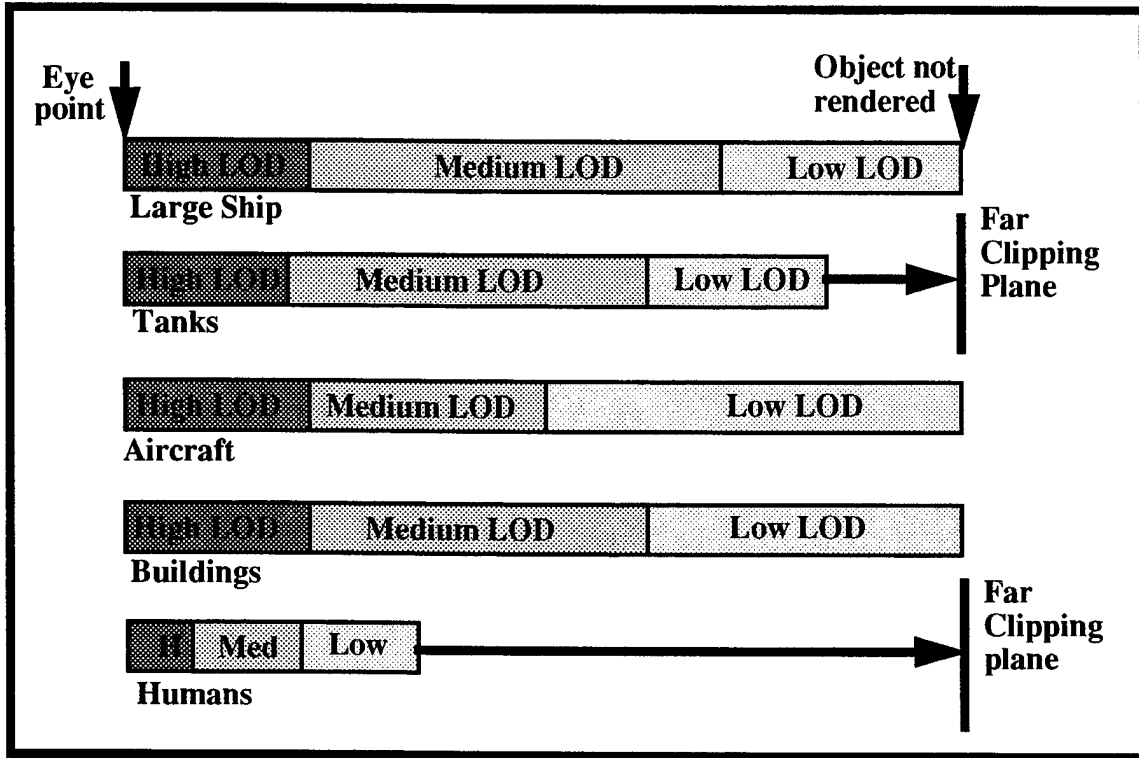 Eye
point
Object not
rendered
High LOD
Medium LOD
Low LOD
Large Ship
Far
Clipping
Plane
High LOD
Medium LOD
Low LOD
Tanks
High LOD
Medium LOD
Low LOD
Aircraft
High LOD
Medium LOD
Low LOD
Buildings
Far
Clipping
plane
H
Med
Low
Humans